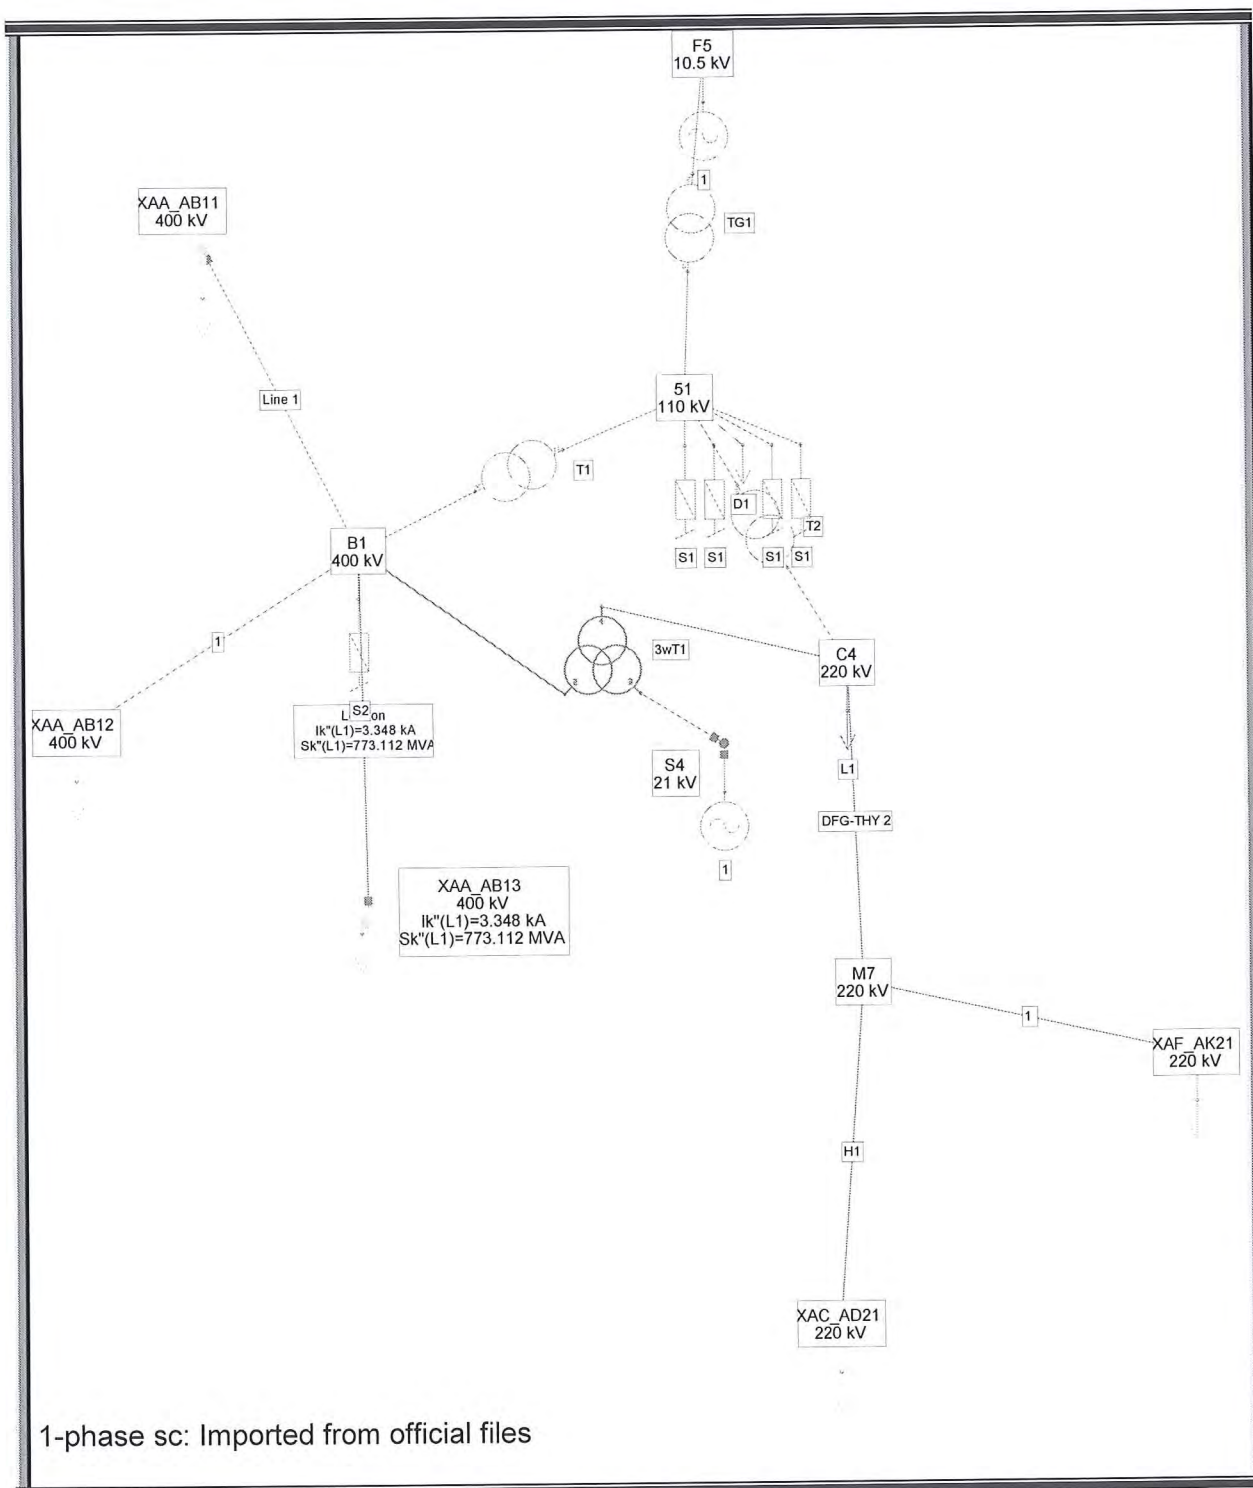 F5
10.5 kV
1
TG1
XAA_AB11
400 kV
Line 1
51
110 kV
T1
D1
T2
S1
S1
S1
S1
B1
400 kV
1
3wT1
C4
220 kV
XAA_AB12
400 kV
S2
Ik"(L1)=3.348 kA
Sk"(L1)=773.112 MVA
S4
21 kV
L1
DFG-THY 2
1
XAA_AB13
400 kV
Ik"(L1)=3.348 kA
Sk"(L1)=773.112 MVA
M7
220 kV
1
XAF_AK21
220 kV
H1
XAC_AD21
220 kV
1-phase sc: Imported from official files